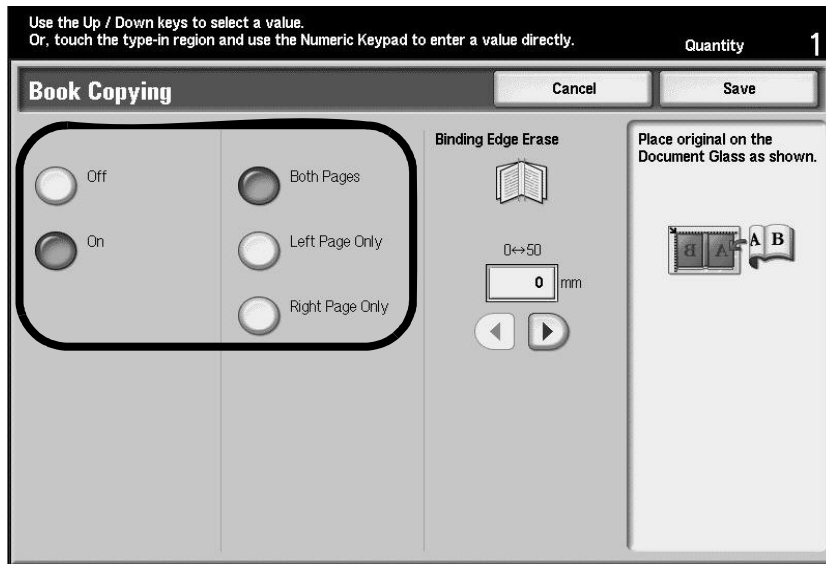 Use the Up / Down keys to select a value.
Or, touch the type-in region and use the Numeric Keypad to enter a value directly.
Quantity 1
Book Copying
Cancel
Save
Off
On
Both Pages
Left Page Only
Right Page Only
Binding Edge Erase
0↔50
0 mm
Place original on the
Document Glass as shown.
B A A B